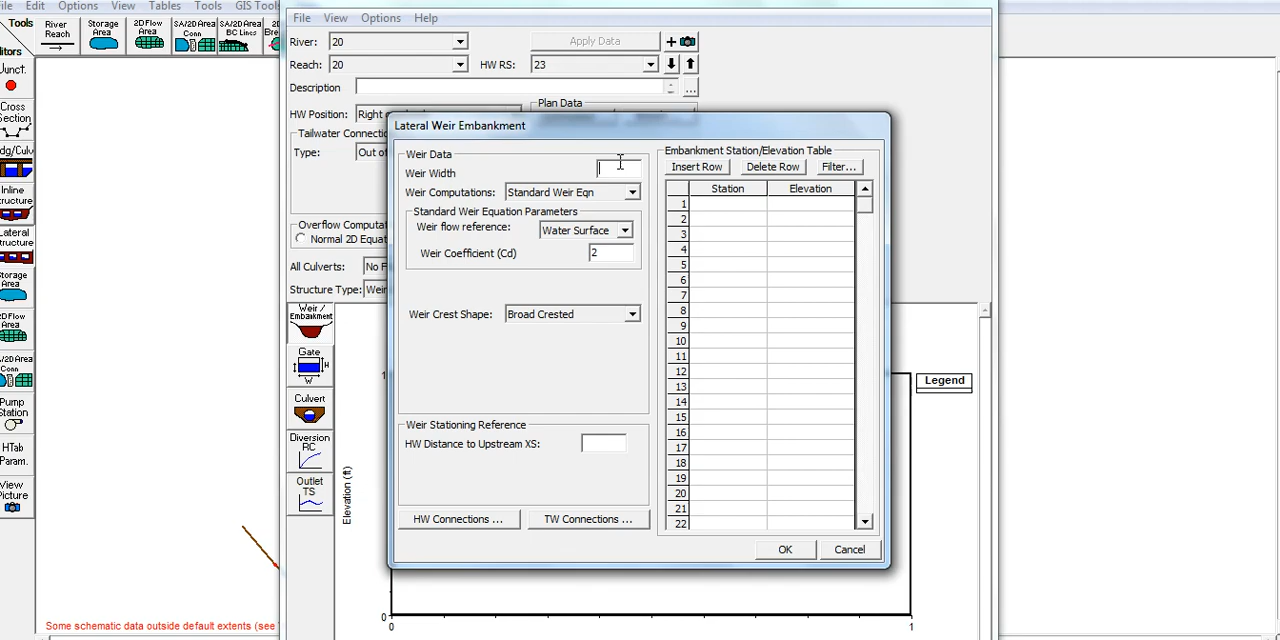 File Edit Options View Tables Tools GIS Tools
Tools
River Reach
Storage Area
2D Flow Area
SA/2D Area Conn
SA/2D Area BC Lines
2D
Editors
Junct.
Cross Section
Brdg/Culv
Inline Structure
Lateral Structure
Storage Area
2D Flow Area
SA/2D Area Conn
Pump Station
HTab Param.
View Picture
File View Options Help
River: 20 Apply Data
Reach: 20 HW RS: 23
Description ...
HW Position: Right Plan Data
Tailwater Connectio
Type: Out of
Overflow Computat
Normal 2D Equat
All Culverts: No F
Structure Type: Weir
Weir / Embankment
Gate
H
W
Culvert
Diversion RC
Outlet TS
Lateral Weir Embankment
Weir Data
Weir Width
Weir Computations: Standard Weir Eqn
Standard Weir Equation Parameters
Weir flow reference: Water Surface
Weir Coefficient (Cd) 2
Weir Crest Shape: Broad Crested
Weir Stationing Reference
HW Distance to Upstream XS:
HW Connections ... TW Connections ...
Embankment Station/Elevation Table
Insert Row Delete Row Filter...
Station Elevation
1
2
3
4
5
6
7
8
9
10
11
12
13
14
15
16
17
18
19
20
21
22
OK Cancel
Legend
Elevation (ft)
1
0
0 1
Some schematic data outside default extents (see